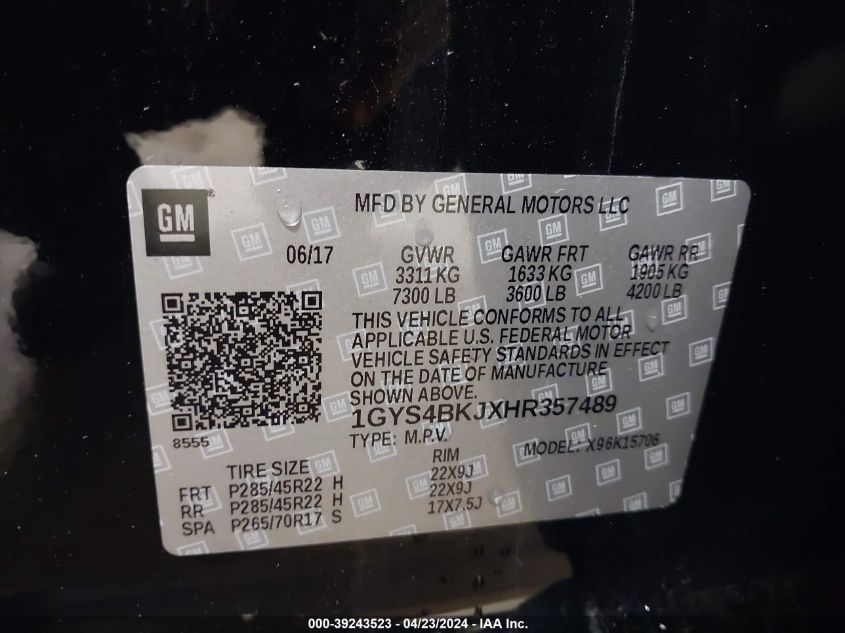 GM
MFD BY GENERAL MOTORS LLC
06/17 GVWR GAWR FRT GAWR RR
3311 KG 1633 KG 1905 KG
7300 LB 3600 LB 4200 LB
THIS VEHICLE CONFORMS TO ALL
APPLICABLE U.S. FEDERAL MOTOR
VEHICLE SAFETY STANDARDS IN EFFECT
ON THE DATE OF MANUFACTURE
SHOWN ABOVE.
1GYS4BKJXHR357489
8555
TYPE: M.P.V. MODEL: X96K15706
TIRE SIZE RIM
FRT P285/45R22 H 22X9J
RR P285/45R22 H 22X9J
SPA P265/70R17 S 17X7.5J
000-39243523 — 04/23/2024 — IAA Inc.